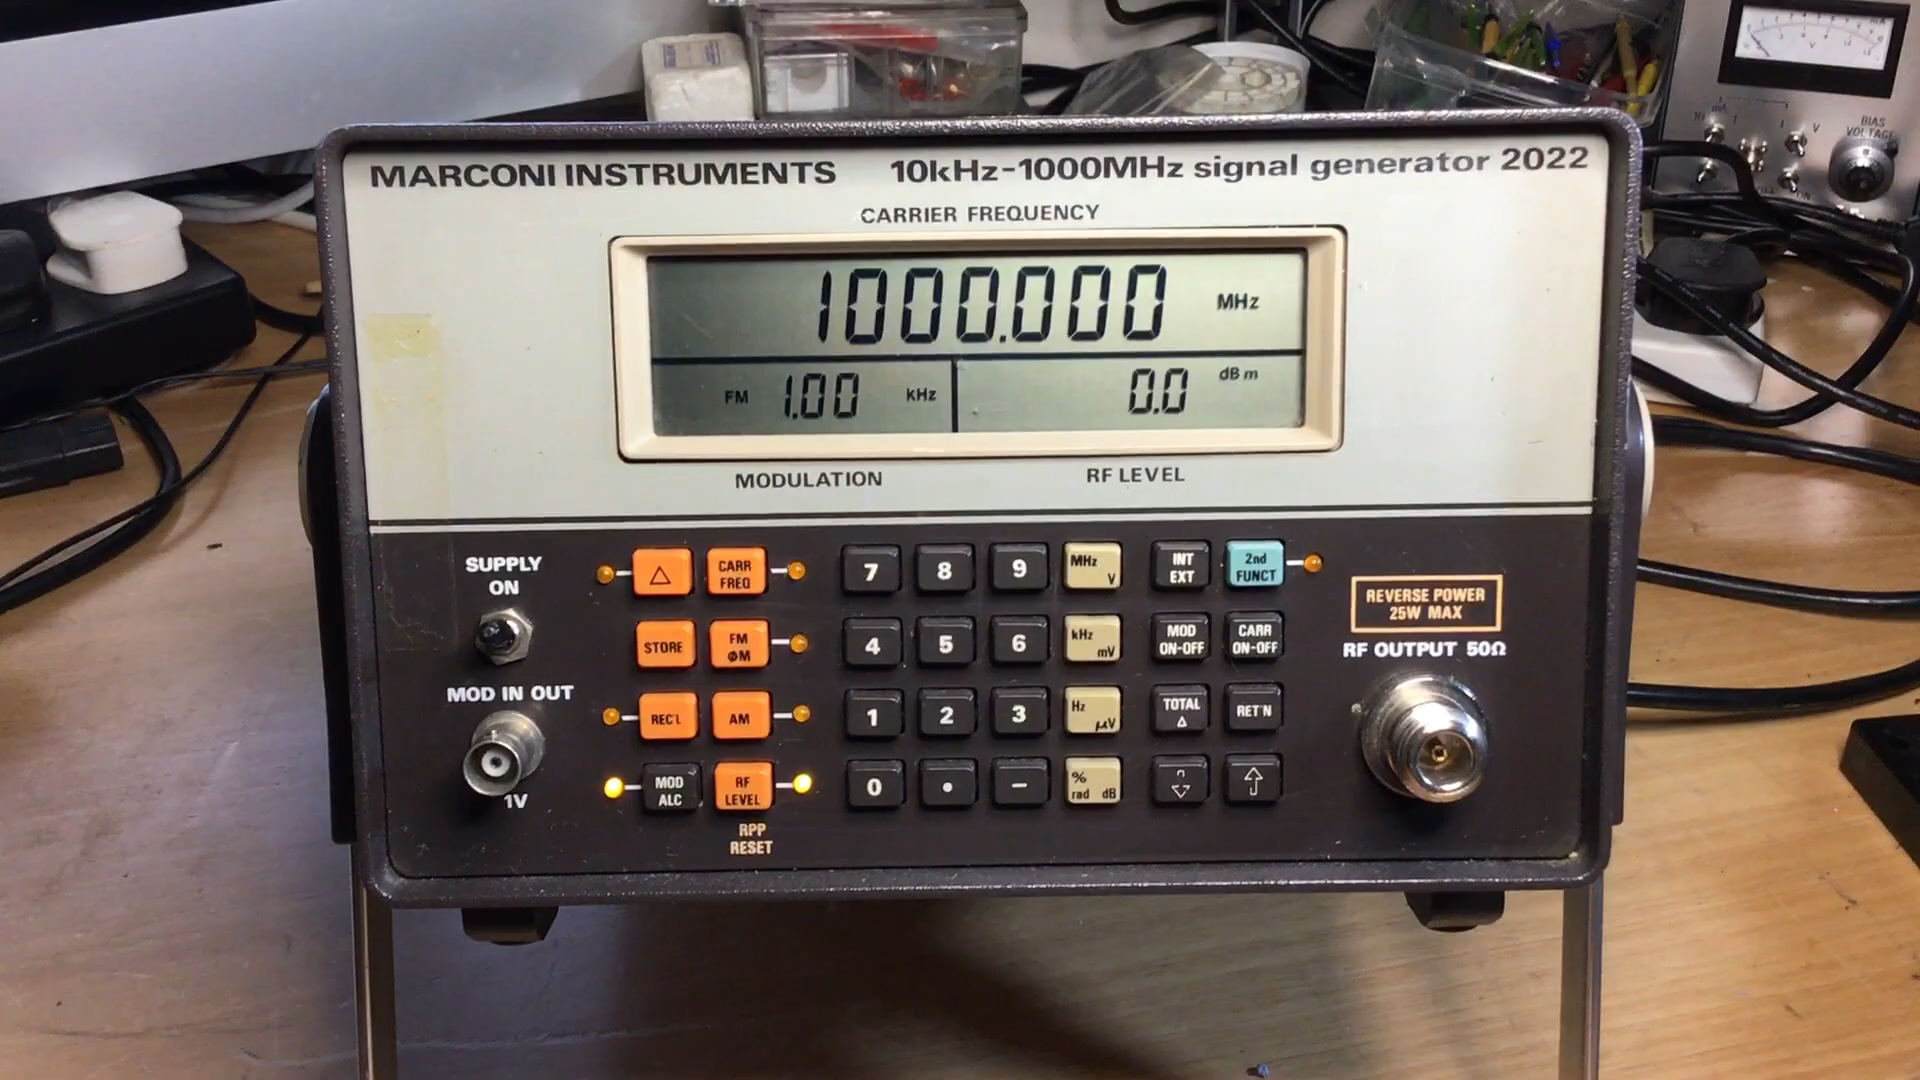 MARCONI INSTRUMENTS 10kHz-1000MHz signal generator 2022
CARRIER FREQUENCY
1000.000 MHz
FM 1.00 kHz 0.0 dBm
MODULATION RF LEVEL
SUPPLY
ON
MOD IN OUT
1V
△ CARR
FREQ
STORE FM
ΦM
REC'L AM
MOD
ALC RF
LEVEL
RPP
RESET
7 8 9 MHz
V
4 5 6 kHz
mV
1 2 3 Hz
μV
0 • − %
rad dB
INT
EXT 2nd
FUNCT
MOD
ON-OFF CARR
ON-OFF
TOTAL
△ RET'N
⇩ ⇧
REVERSE POWER
25W MAX
RF OUTPUT 50Ω
BIAS
VOLTAGE
mA
V